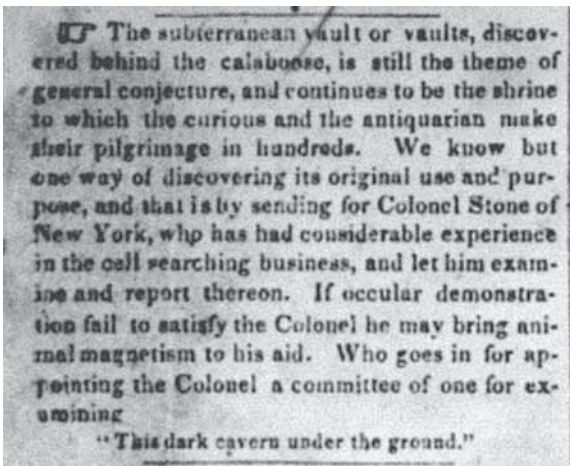 ☞ The subterranean vault or vaults, discov-
ered behind the calaboose, is still the theme of
general conjecture, and continues to be the shrine
to which the curious and the antiquarian make
their pilgrimage in hundreds. We know but
one way of discovering its original use and pur-
pose, and that is by sending for Colonel Stone of
New York, who has had considerable experience
in the cell searching business, and let him exam-
ine and report thereon. If occular demonstra-
tion fail to satisfy the Colonel he may bring ani-
mal magnetism to his aid. Who goes in for ap-
pointing the Colonel a committee of one for ex-
amining
"This dark cavern under the ground."